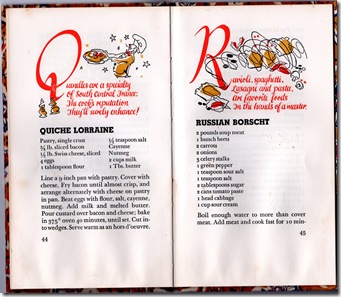 Quenelles are a specialty
of South Central France
The cook's reputation
They'll surely enhance!
QUICHE LORRAINE
Pastry, single crust
½ lb. sliced bacon
½ lb. Swiss cheese, sliced
4 eggs
1 tablespoon flour
½ teaspoon salt
Cayenne
Nutmeg
2 cups milk
1 Tbs. butter
Line a 9-inch pan with pastry. Cover with
cheese. Fry bacon until almost crisp, and
arrange alternately with cheese on pastry
in pan. Beat eggs with flour, salt, cayenne,
nutmeg. Add milk and melted butter.
Pour custard over bacon and cheese; bake
in 375° oven 40 minutes, until set. Cut in-
to wedges. Serve warm as an hors d'oeuvre.
44
Ravioli, spaghetti,
Lasagni and pasta,
are favorite foods
In the hands of a master.
RUSSIAN BORSCHT
2 pounds soup meat
1 bunch beets
2 carrots
2 onions
3 celery stalks
1 green pepper
1 teaspoon sour salt
1 teaspoon salt
2 tablespoons sugar
2 cans tomato paste
1 head cabbage
1 cup sour cream
Boil enough water to more than cover
meat. Add meat and cook fast for 10 min-
45